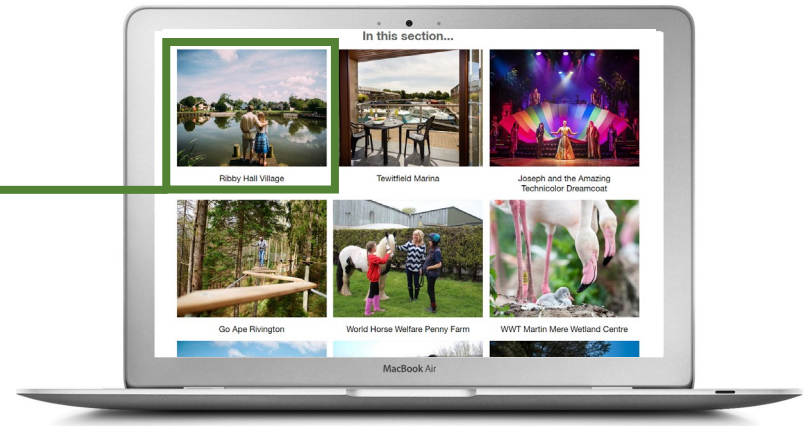 In this section...
Ribby Hall Village
Tewitfield Marina
Joseph and the Amazing
Technicolor Dreamcoat
Go Ape Rivington
World Horse Welfare Penny Farm
WWT Martin Mere Wetland Centre
MacBook Air